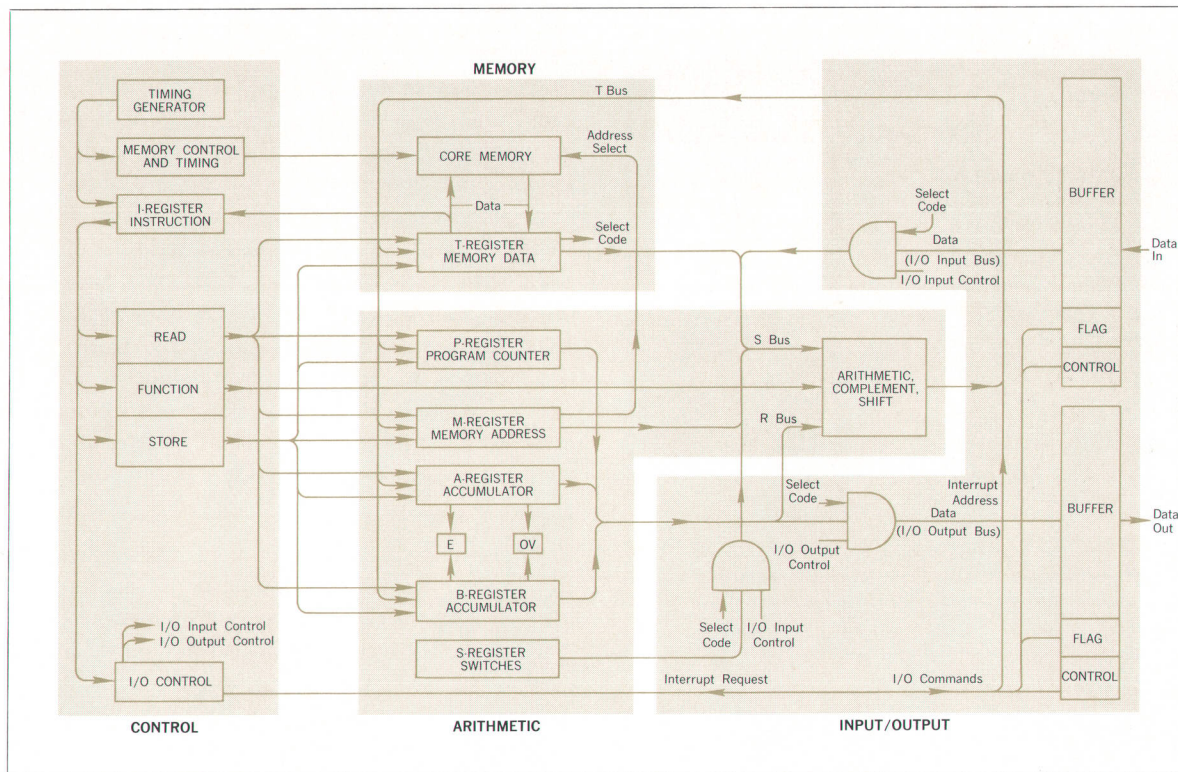 MEMORY
TIMING
GENERATOR
MEMORY CONTROL
AND TIMING
I-REGISTER
INSTRUCTION
READ
FUNCTION
STORE
I/O Input Control
I/O Output Control
I/O CONTROL
CONTROL
T Bus
Address
Select
CORE MEMORY
Data
T-REGISTER
MEMORY DATA
Select
Code
P-REGISTER
PROGRAM COUNTER
M-REGISTER
MEMORY ADDRESS
A-REGISTER
ACCUMULATOR
E
OV
B-REGISTER
ACCUMULATOR
S-REGISTER
SWITCHES
ARITHMETIC
S Bus
R Bus
ARITHMETIC,
COMPLEMENT,
SHIFT
Select
Code
Data
(I/O Input Bus)
I/O Input Control
BUFFER
Data
In
FLAG
CONTROL
Select
Code
Interrupt
Address
Data
(I/O Output Bus)
I/O Output
Control
Select
Code
I/O Input
Control
BUFFER
Data
Out
FLAG
CONTROL
Interrupt Request
I/O Commands
INPUT/OUTPUT